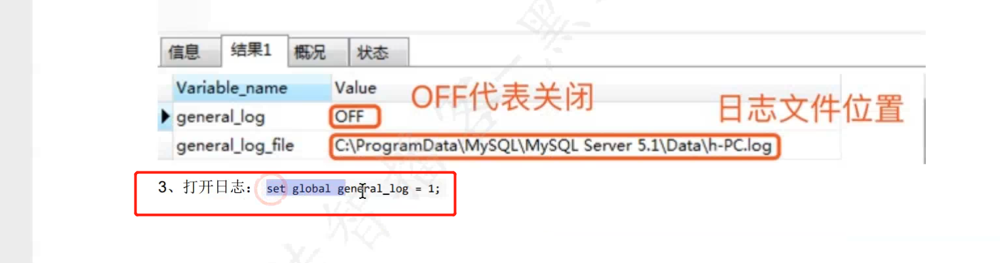 信息 结果1 概况 状态
Variable_name Value
OFF代表关闭
日志文件位置
general_log OFF
general_log_file C:\ProgramData\MySQL\MySQL Server 5.1\Data\h-PC.log
3、打开日志： set global general_log = 1;